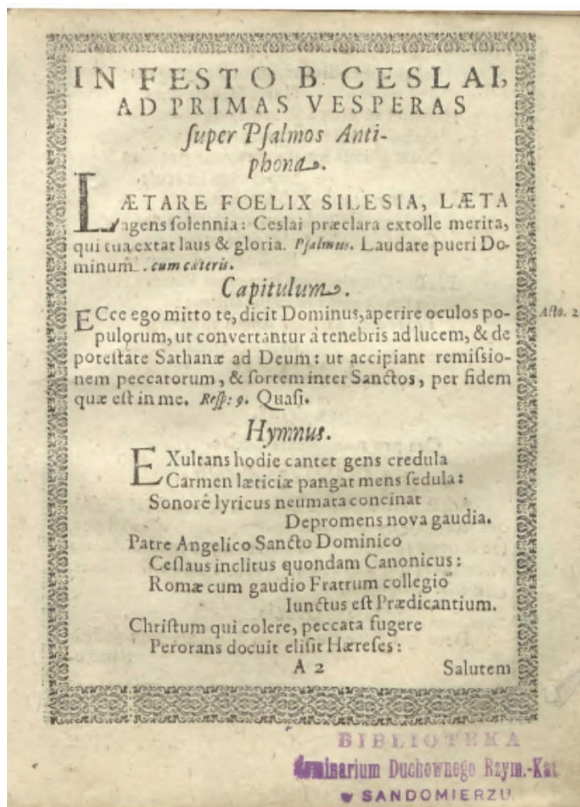 IN FESTO B. CESLAI,
AD PRIMAS VESPERAS
ſuper Pſalmos Anti-
phona.
LÆTARE FOELIX SILESIA, LÆTA
agens ſolennia: Ceslai præclara extolle merita,
qui tua extat laus & gloria. Pſalmus. Laudate pueri Do-
minum. cum cæteris.
Capitulum.
ECce ego mitto te, dicit Dominus, aperire oculos po-
pulorum, ut convertantur à tenebris ad lucem, & de
poteſtate Sathanæ ad Deum: ut accipiant remiſsio-
nem peccatorum, & ſortem inter Sanctos, per fidem
quæ eſt in me. Reſp: 9. Quaſi.
Acto. 2
Hymnus.
EXultans hodie cantet gens credula
Carmen læticiæ pangat mens ſedula:
Sonorè lyricus neumata concinat
Depromens nova gaudia.
Patre Angelico Sancto Dominico
Ceſlaus inclitus quondam Canonicus:
Romæ cum gaudio Fratrum collegio
Iunctus eſt Prædicantium.
Chriſtum qui colere, peccata fugere
Perorans docuit eliſit Hæreſes:
A 2 Salutem
BIBLIOTEKA
Seminarium Duchownego Rzym.-Kat
w SANDOMIERZU